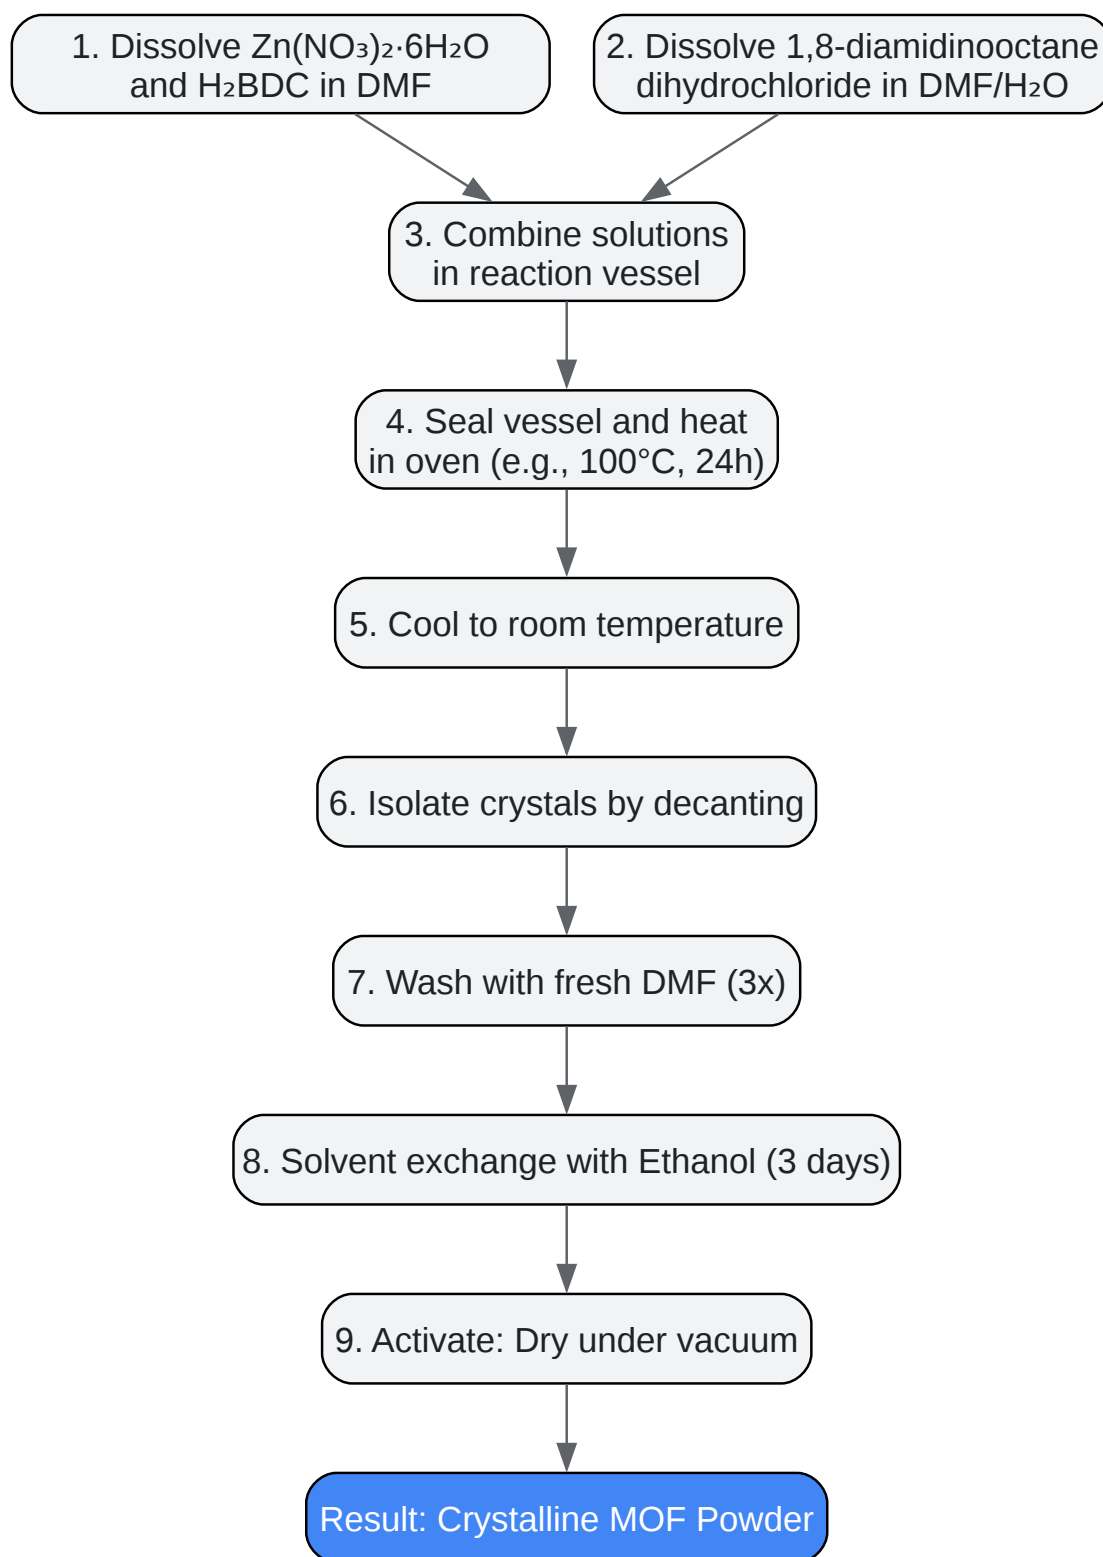 1. Dissolve Zn(NO₃)₂·6H₂O
and H₂BDC in DMF
2. Dissolve 1,8-diamidinooctane
dihydrochloride in DMF/H₂O
3. Combine solutions
in reaction vessel
4. Seal vessel and heat
in oven (e.g., 100°C, 24h)
5. Cool to room temperature
6. Isolate crystals by decanting
7. Wash with fresh DMF (3x)
8. Solvent exchange with Ethanol (3 days)
9. Activate: Dry under vacuum
Result: Crystalline MOF Powder